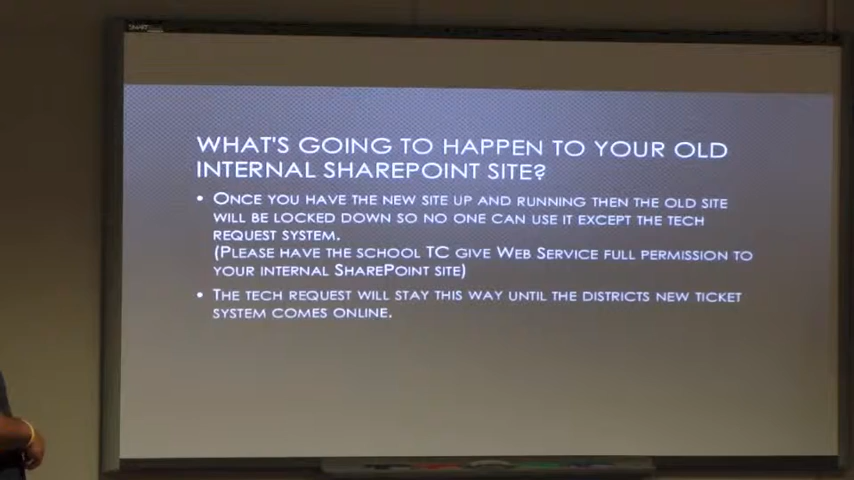 SMART
WHAT'S GOING TO HAPPEN TO YOUR OLD
INTERNAL SHAREPOINT SITE?
• ONCE YOU HAVE THE NEW SITE UP AND RUNNING THEN THE OLD SITE
WILL BE LOCKED DOWN SO NO ONE CAN USE IT EXCEPT THE TECH
REQUEST SYSTEM.
(PLEASE HAVE THE SCHOOL TC GIVE WEB SERVICE FULL PERMISSION TO
YOUR INTERNAL SHAREPOINT SITE)
• THE TECH REQUEST WILL STAY THIS WAY UNTIL THE DISTRICTS NEW TICKET
SYSTEM COMES ONLINE.